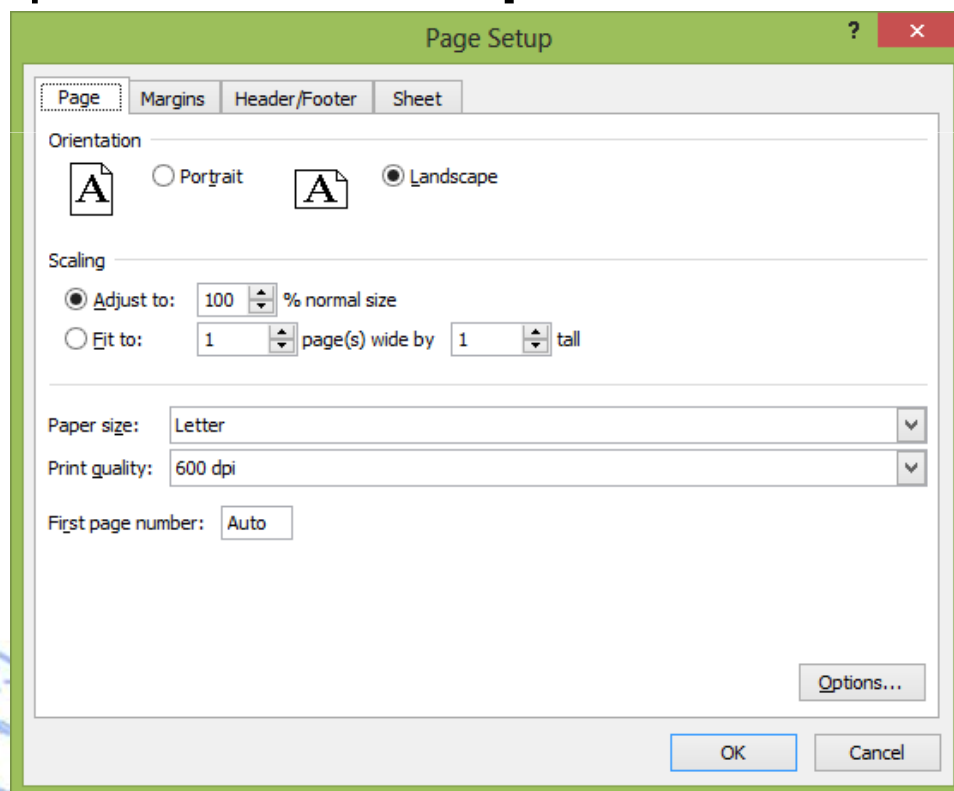 Page Setup ? ×
Page Margins Header/Footer Sheet
Orientation
A Portrait A Landscape
Scaling
Adjust to: 100 % normal size
Fit to: 1 page(s) wide by 1 tall
Paper size: Letter
Print quality: 600 dpi
First page number: Auto
Options...
OK Cancel